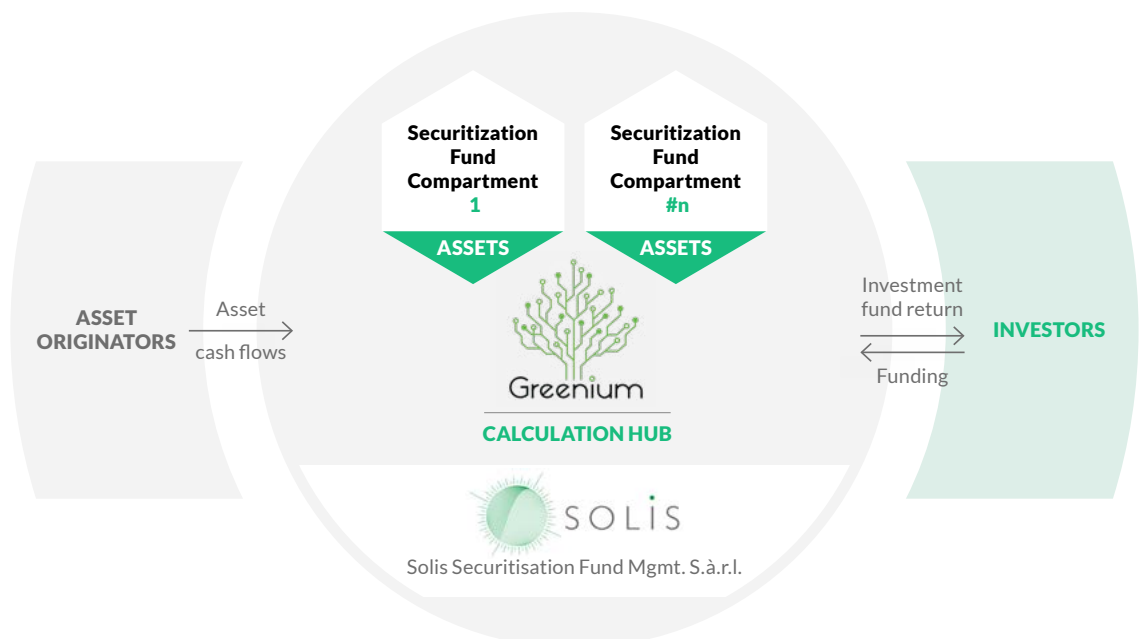 Securitization
Fund
Compartment
1
ASSETS
Securitization
Fund
Compartment
#n
ASSETS
ASSET
ORIGINATORS
Asset
cash flows
Greenium
CALCULATION HUB
Investment
fund return
Funding
INVESTORS
SOLiS
Solis Securitisation Fund Mgmt. S.à.r.l.